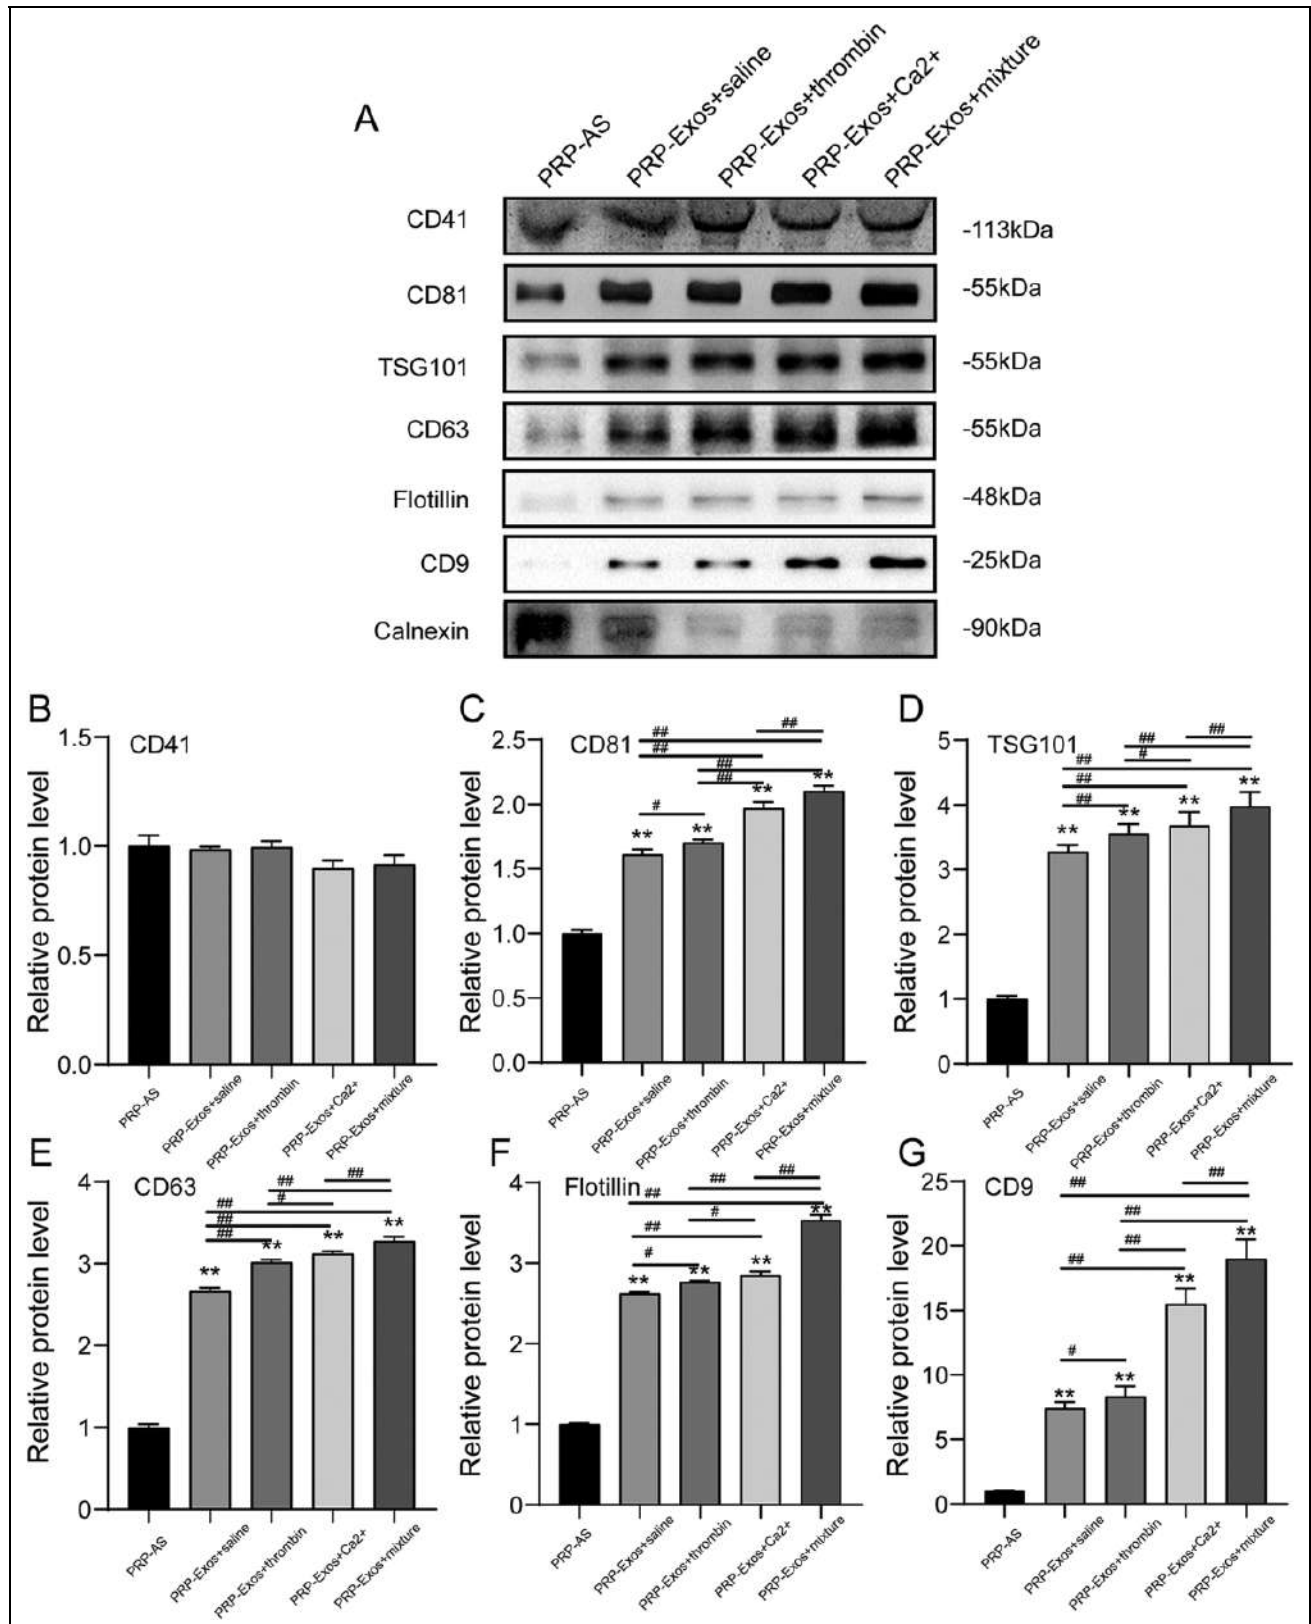 A
PRP-AS
PRP-Exos+saline
PRP-Exos+thrombin
PRP-Exos+Ca2+
PRP-Exos+mixture
CD41
-113kDa
CD81
-55kDa
TSG101
-55kDa
CD63
-55kDa
Flotillin
-48kDa
CD9
-25kDa
Calnexin
-90kDa
B
CD41
Relative protein level
1.5
1.0
0.5
0.0
PRP-AS
PRP-Exos+saline
PRP-Exos+thrombin
PRP-Exos+Ca2+
PRP-Exos+mixture
C
CD81
Relative protein level
2.5
2.0
1.5
1.0
0.5
0.0
##
##
##
##
##
#
**
**
**
**
PRP-AS
PRP-Exos+saline
PRP-Exos+thrombin
PRP-Exos+Ca2+
PRP-Exos+mixture
D
TSG101
Relative protein level
5
4
3
2
1
0
##
##
#
##
##
##
**
**
**
**
PRP-AS
PRP-Exos+saline
PRP-Exos+thrombin
PRP-Exos+Ca2+
PRP-Exos+mixture
E
CD63
Relative protein level
4
3
2
1
0
##
##
#
##
##
##
**
**
**
**
PRP-AS
PRP-Exos+saline
PRP-Exos+thrombin
PRP-Exos+Ca2+
PRP-Exos+mixture
F
Flotillin
Relative protein level
4
3
2
1
0
##
##
##
#
##
#
**
**
**
**
PRP-AS
PRP-Exos+saline
PRP-Exos+thrombin
PRP-Exos+Ca2+
PRP-Exos+mixture
G
CD9
Relative protein level
25
20
15
10
5
0
##
##
##
##
##
#
**
**
**
**
PRP-AS
PRP-Exos+saline
PRP-Exos+thrombin
PRP-Exos+Ca2+
PRP-Exos+mixture